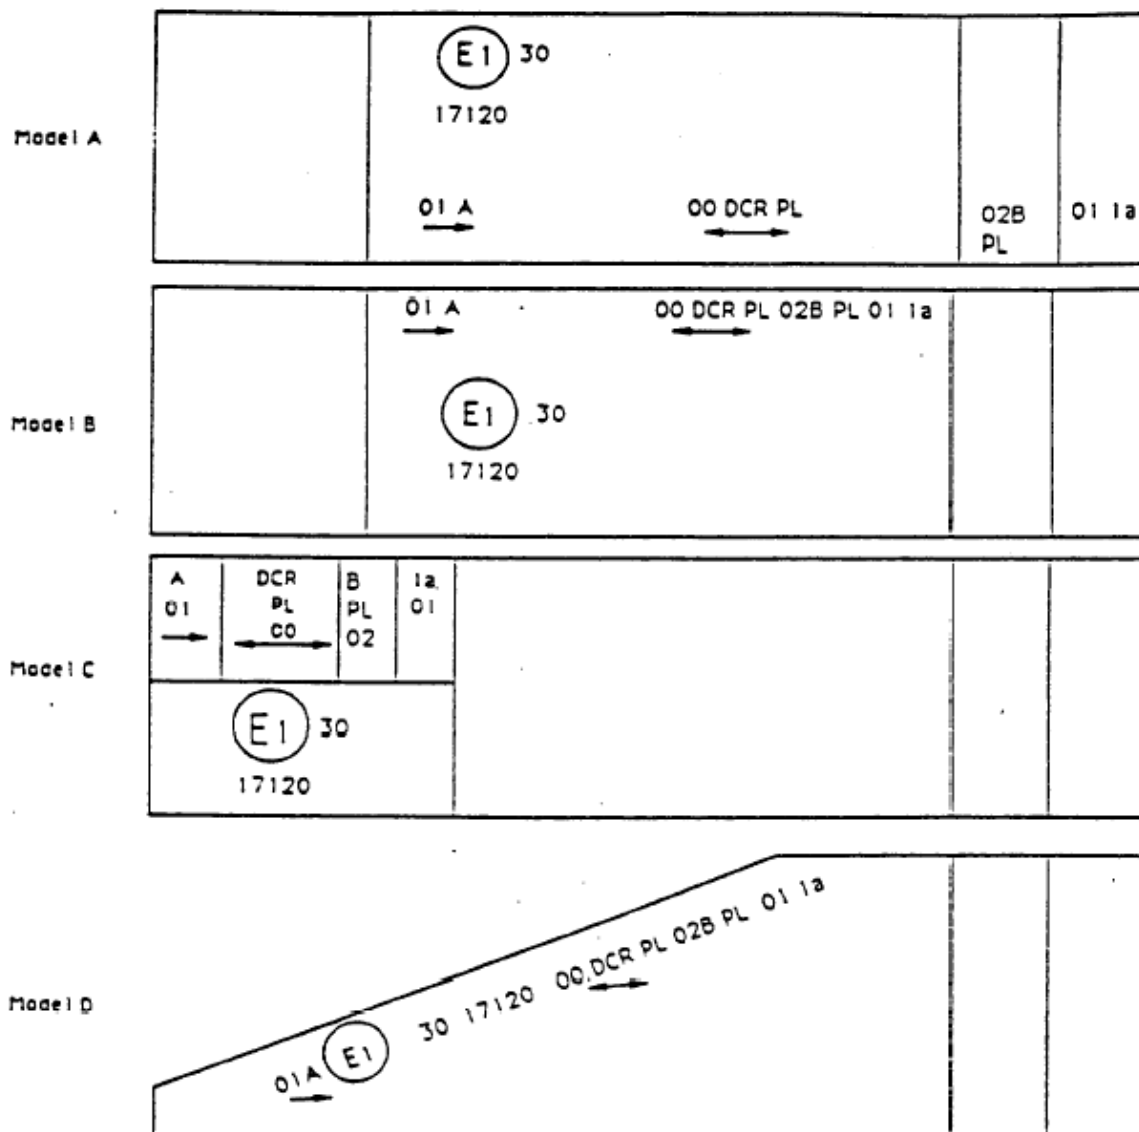 Model A
E1 30
17120
01 A
00 DCR PL
02B
PL
01 1a
Model B
01 A
00 DCR PL 02B PL 01 1a
E1 30
17120
Model C
A
01
DCR
PL
00
B
PL
02
1a
01
E1 30
17120
Model D
01A E1 30 17120 00 DCR PL 02B PL 01 1a